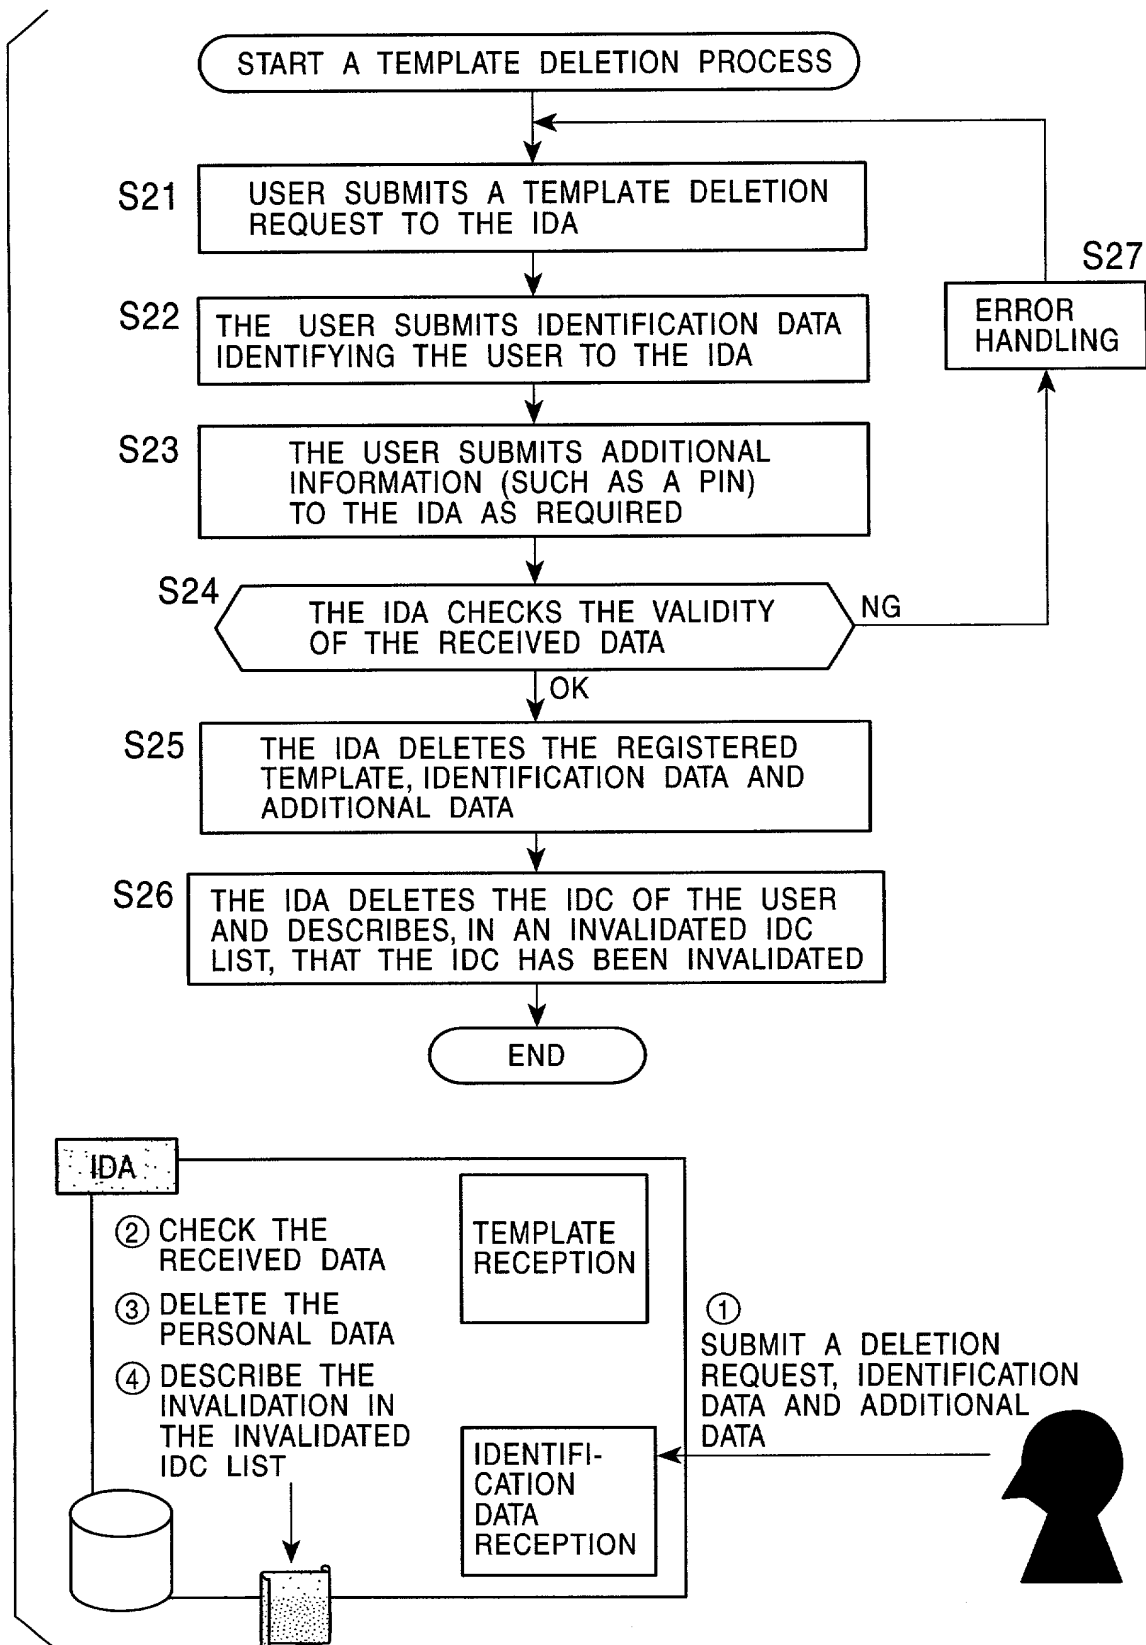 START A TEMPLATE DELETION PROCESS
S21
USER SUBMITS A TEMPLATE DELETION
REQUEST TO THE IDA
S27
ERROR
HANDLING
S22
THE USER SUBMITS IDENTIFICATION DATA
IDENTIFYING THE USER TO THE IDA
S23
THE USER SUBMITS ADDITIONAL
INFORMATION (SUCH AS A PIN)
TO THE IDA AS REQUIRED
S24
THE IDA CHECKS THE VALIDITY
OF THE RECEIVED DATA
NG
OK
S25
THE IDA DELETES THE REGISTERED
TEMPLATE, IDENTIFICATION DATA AND
ADDITIONAL DATA
S26
THE IDA DELETES THE IDC OF THE USER
AND DESCRIBES, IN AN INVALIDATED IDC
LIST, THAT THE IDC HAS BEEN INVALIDATED
END
IDA
② CHECK THE
RECEIVED DATA
③ DELETE THE
PERSONAL DATA
④ DESCRIBE THE
INVALIDATION IN
THE INVALIDATED
IDC LIST
TEMPLATE
RECEPTION
IDENTIFI-
CATION
DATA
RECEPTION
①
SUBMIT A DELETION
REQUEST, IDENTIFICATION
DATA AND ADDITIONAL
DATA